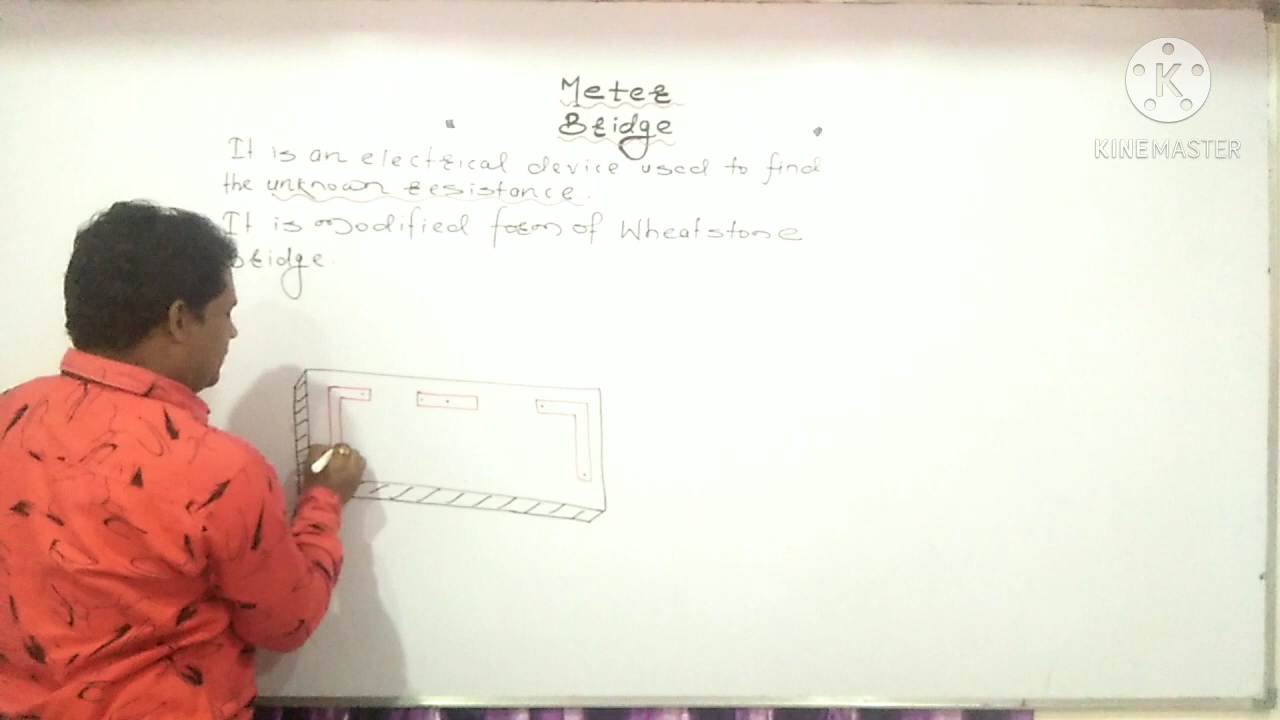 Meter
Bridge
It is an electrical device used to find
the unknown resistance.
It is modified form of Wheatstone
Bridge.
K
KINEMASTER